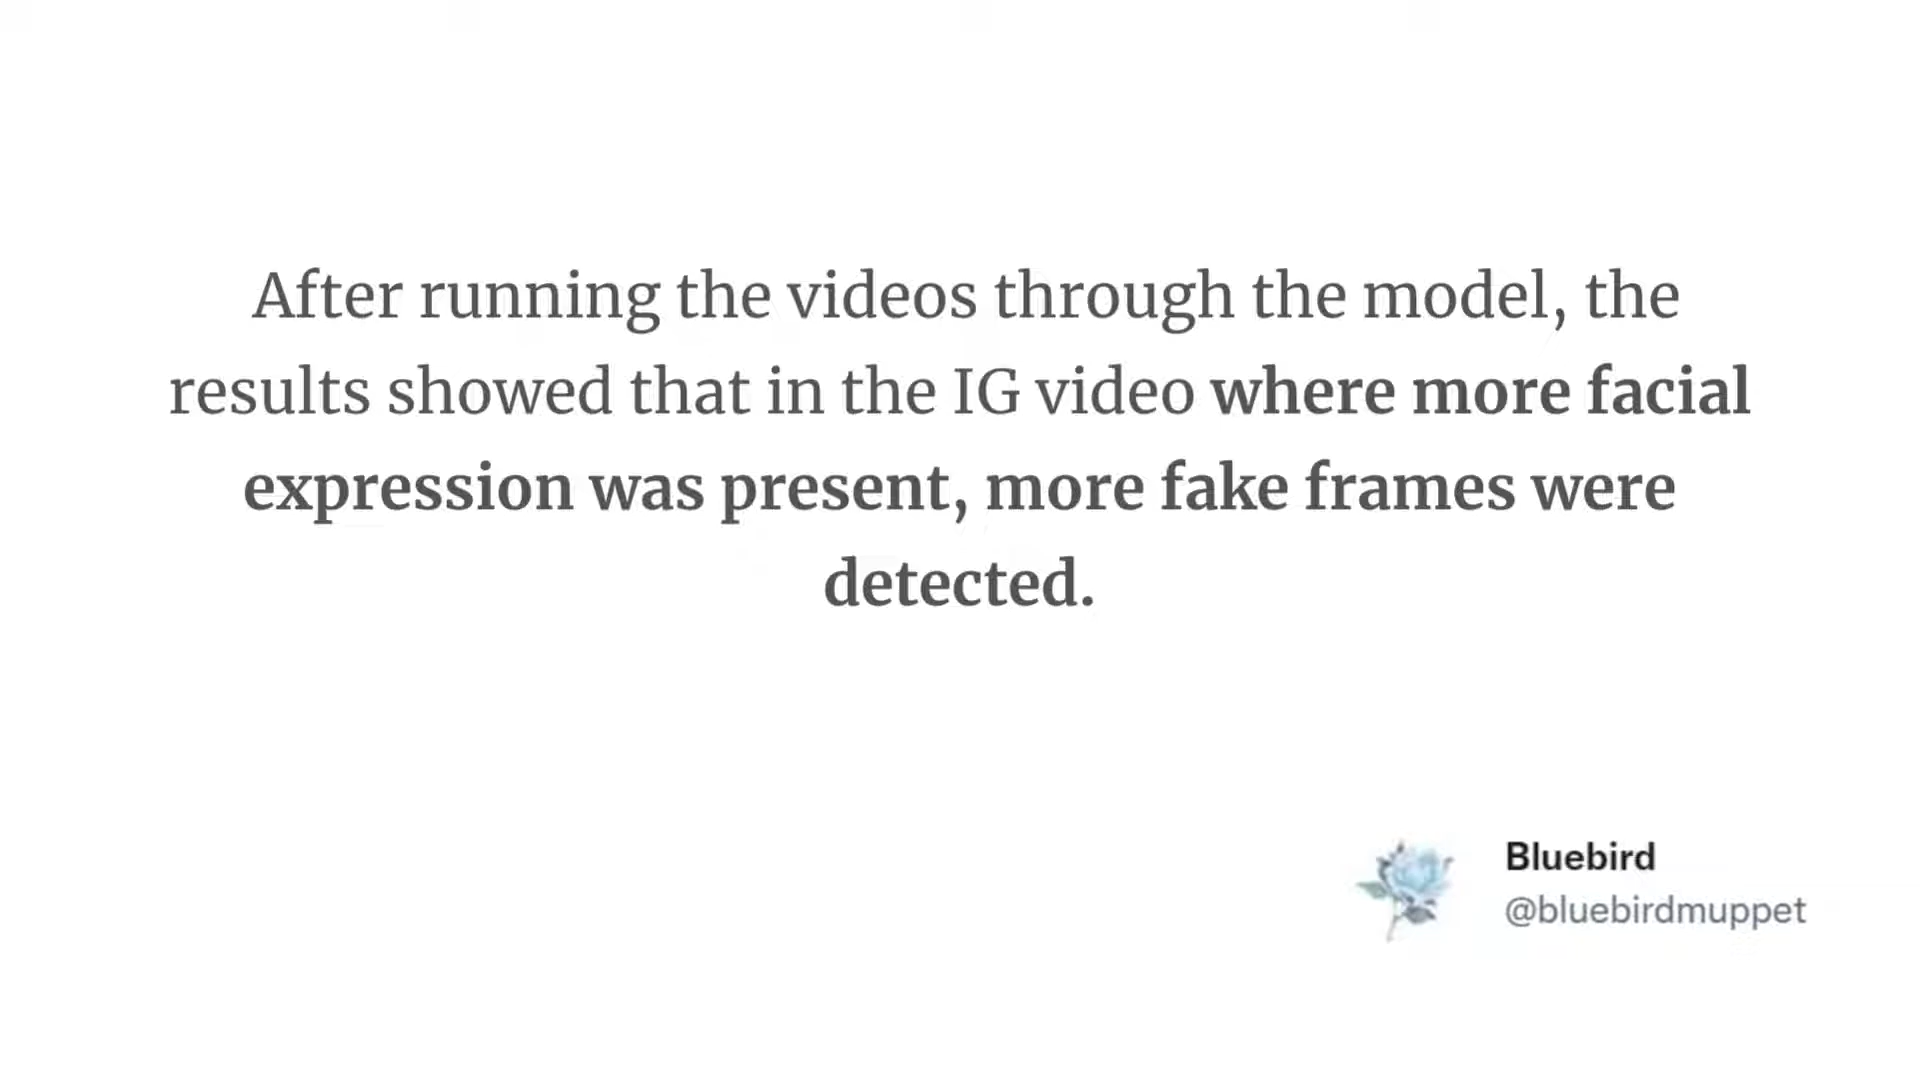 After running the videos through the model, the
results showed that in the IG video where more facial
expression was present, more fake frames were
detected.
Bluebird
@bluebirdmuppet